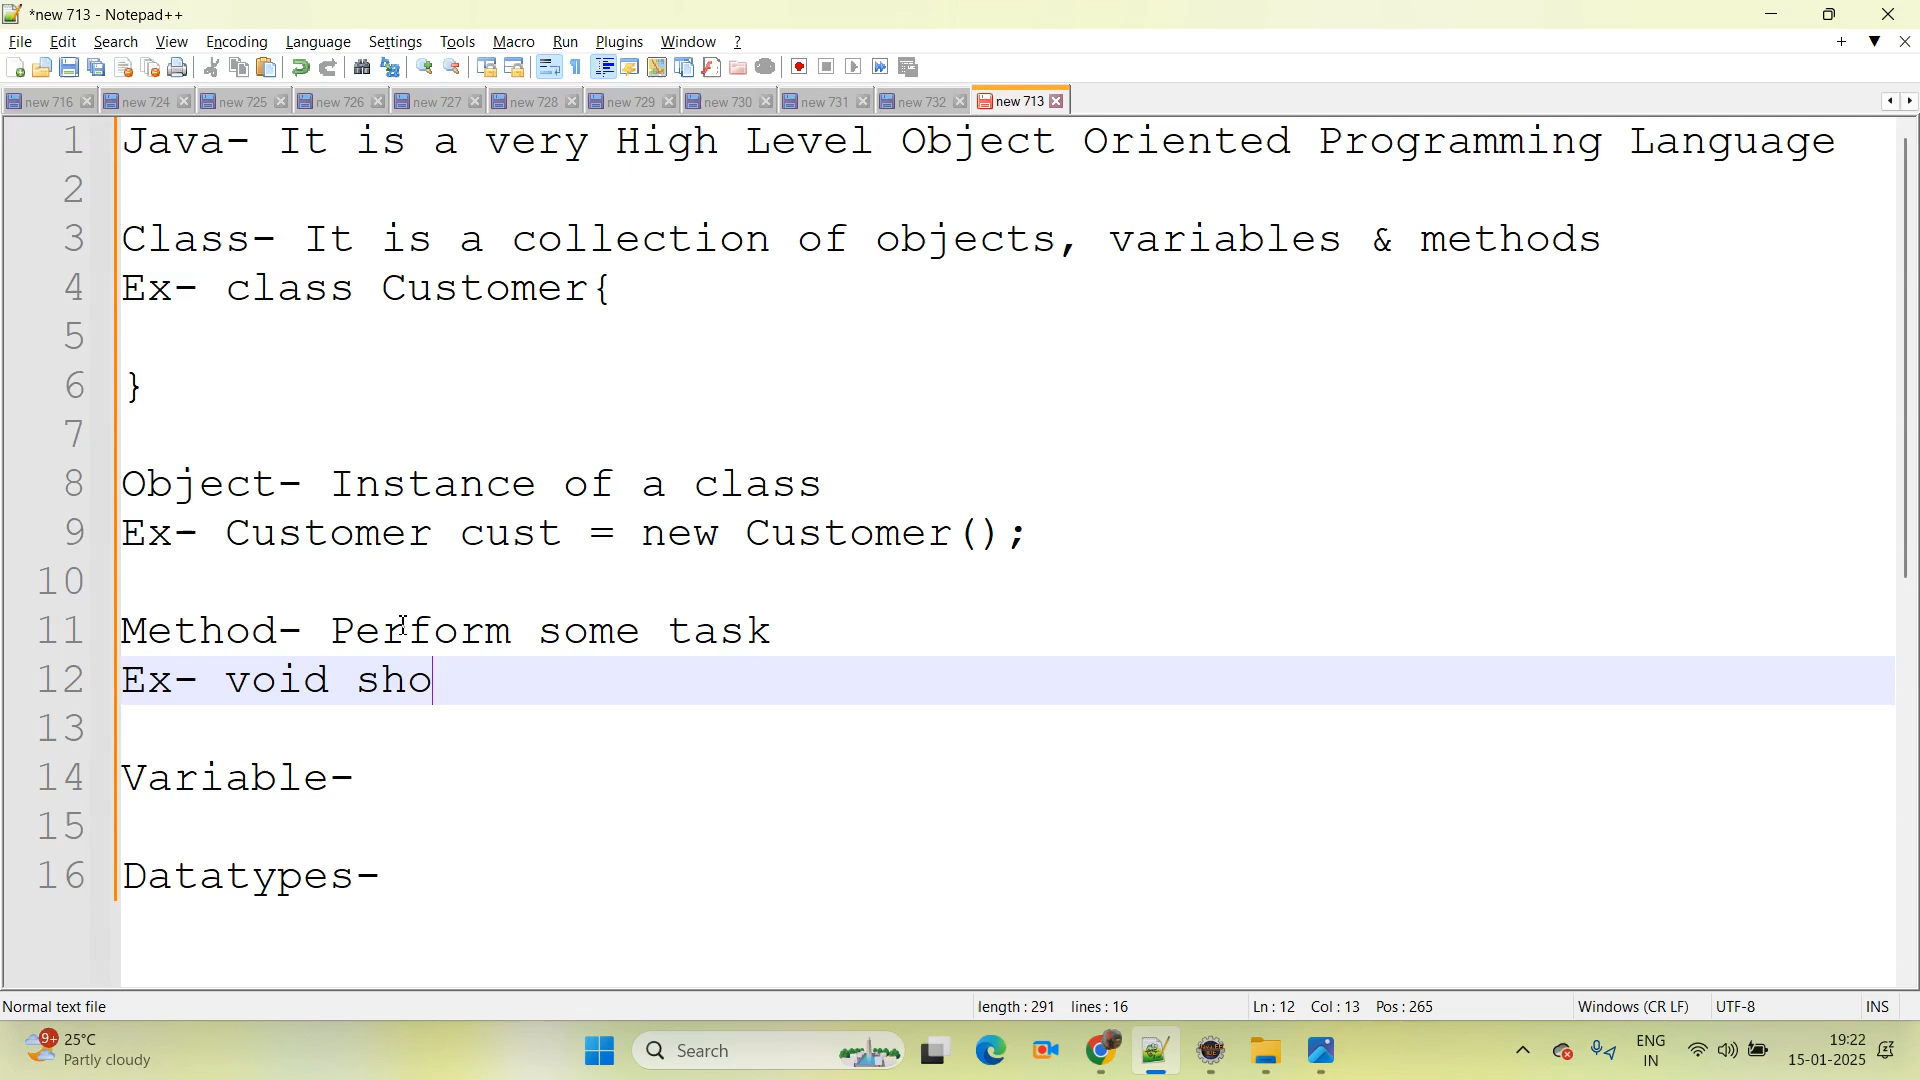 *new 713 - Notepad++
File Edit Search View Encoding Language Settings Tools Macro Run Plugins Window ?
new 716 new 724 new 725 new 726 new 727 new 728 new 729 new 730 new 731 new 732 new 713
1 Java- It is a very High Level Object Oriented Programming Language
2
3 Class- It is a collection of objects, variables & methods
4 Ex- class Customer{
5
6 }
7
8 Object- Instance of a class
9 Ex- Customer cust = new Customer();
10
11 Method- Perform some task
12 Ex- void sho
13
14 Variable-
15
16 Datatypes-
Normal text file length : 291 lines : 16 Ln : 12 Col : 13 Pos : 265 Windows (CR LF) UTF-8 INS
9+ 25°C
Partly cloudy
Search
ENG
IN
19:22
15-01-2025